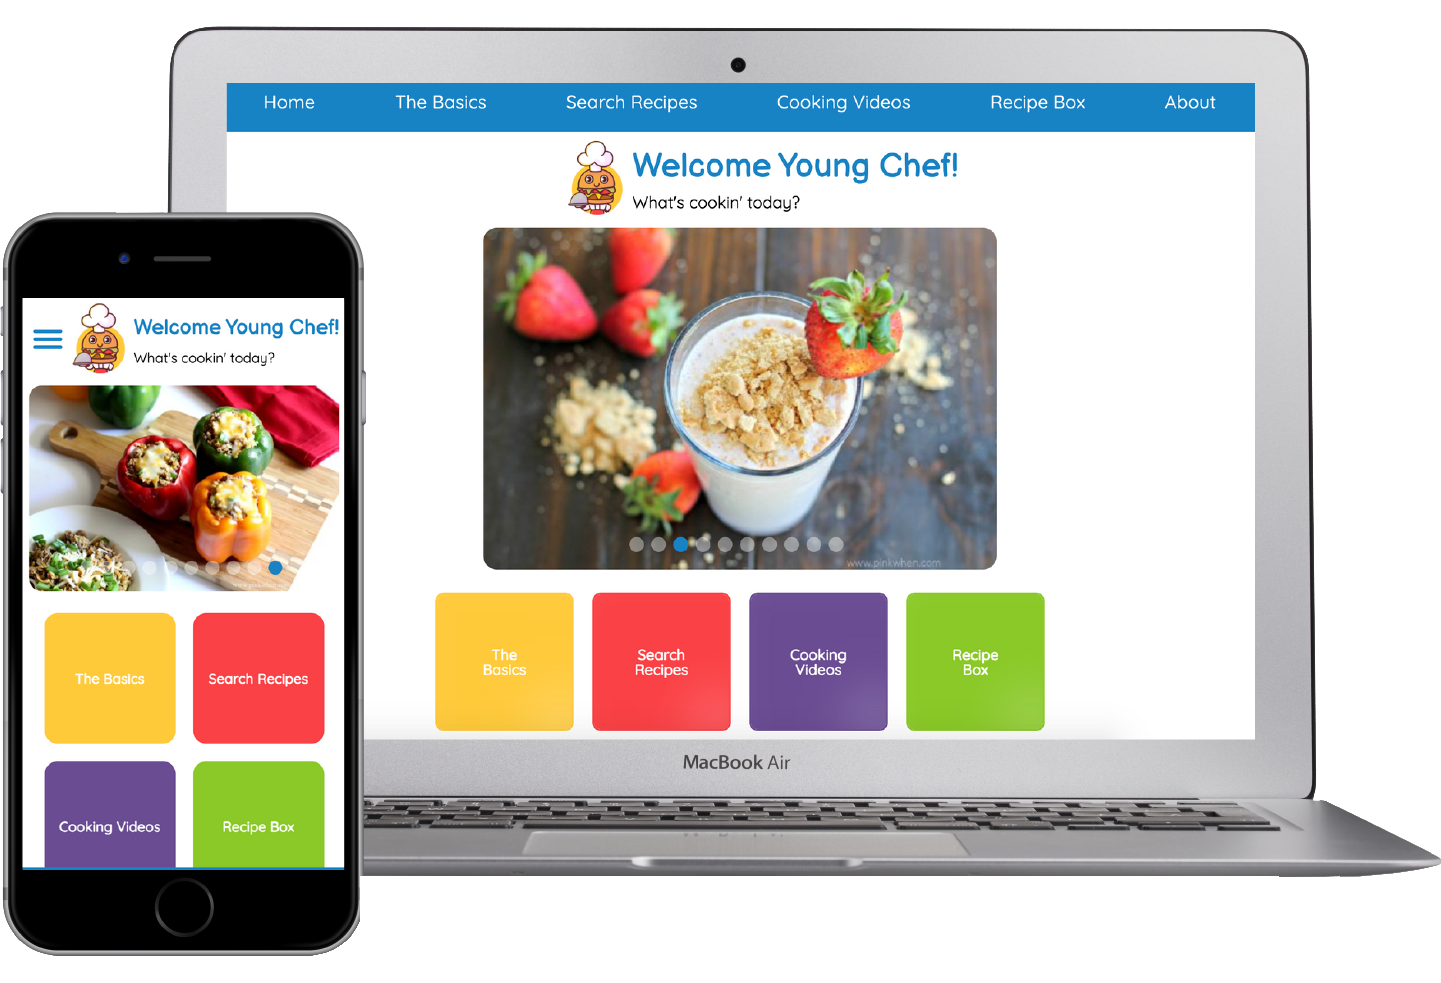 Home The Basics Search Recipes Cooking Videos Recipe Box About
Welcome Young Chef!
What's cookin' today?
www.pinkwhen.com
The
Basics
Search
Recipes
Cooking
Videos
Recipe
Box
MacBook Air
Welcome Young Chef!
What's cookin' today?
The Basics
Search Recipes
Cooking Videos
Recipe Box